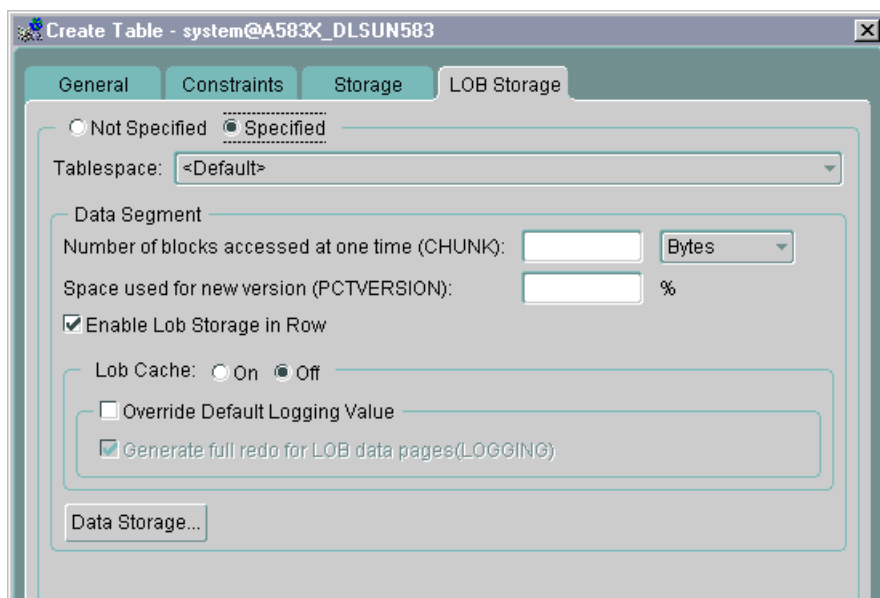 Create Table - system@A583X_DLSUN583
General Constraints Storage LOB Storage
Not Specified Specified
Tablespace: <Default>
Data Segment
Number of blocks accessed at one time (CHUNK): Bytes
Space used for new version (PCTVERSION): %
Enable Lob Storage in Row
Lob Cache: On Off
Override Default Logging Value
Generate full redo for LOB data pages(LOGGING)
Data Storage...